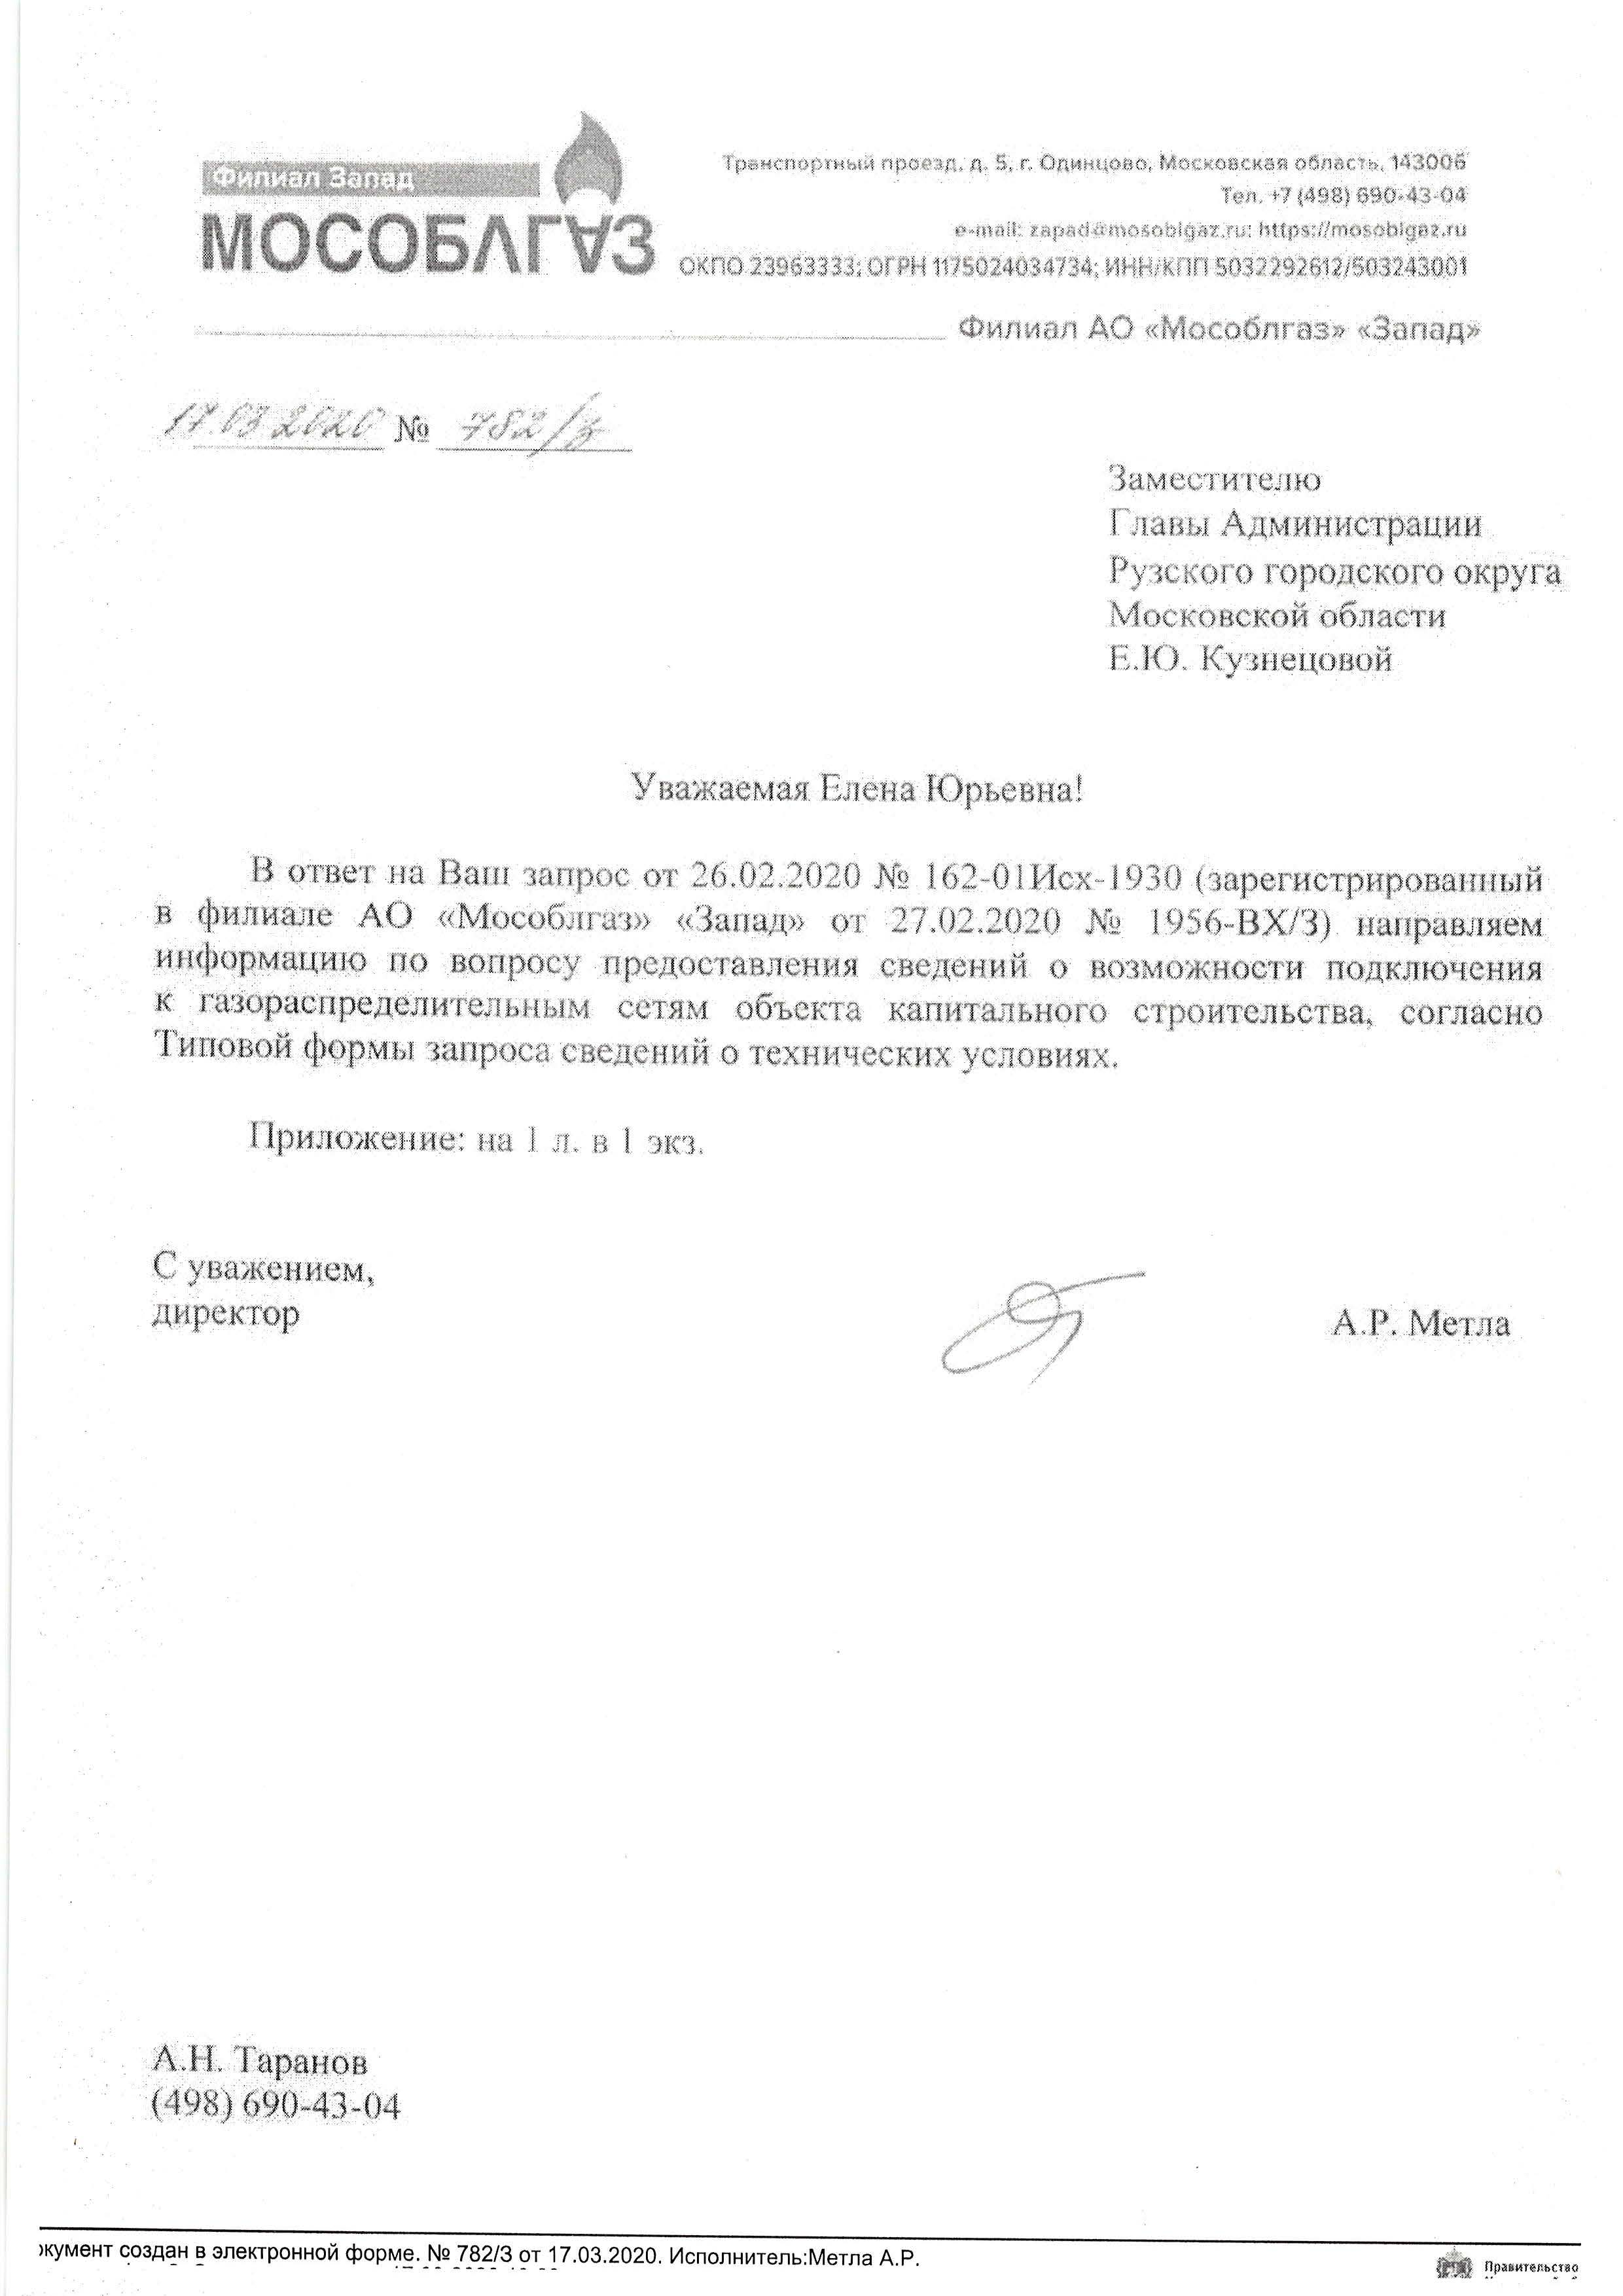 Филиал Запад
МОСОБЛГАЗ
Транспортный проезд, д. 5, г. Одинцово, Московская область, 143006
Тел. +7 (498) 690-43-04
e-mail: zapad@mosoblgaz.ru; https://mosoblgaz.ru
ОКПО 23963333; ОГРН 1175024034734; ИНН/КПП 5032292612/503243001
Филиал АО «Мособлгаз» «Запад»
17.03.2020 № 782/З
Заместителю
Главы Администрации
Рузского городского округа
Московской области
Е.Ю. Кузнецовой
Уважаемая Елена Юрьевна!
В ответ на Ваш запрос от 26.02.2020 № 162-01Исх-1930 (зарегистрированный
в филиале АО «Мособлгаз» «Запад» от 27.02.2020 № 1956-ВХ/З) направляем
информацию по вопросу предоставления сведений о возможности подключения
к газораспределительным сетям объекта капитального строительства, согласно
Типовой формы запроса сведений о технических условиях.
Приложение: на 1 л. в 1 экз.
С уважением,
директор
А.Р. Метла
А.Н. Таранов
(498) 690-43-04
окумент создан в электронной форме. № 782/З от 17.03.2020. Исполнитель:Метла А.Р.
Правительство